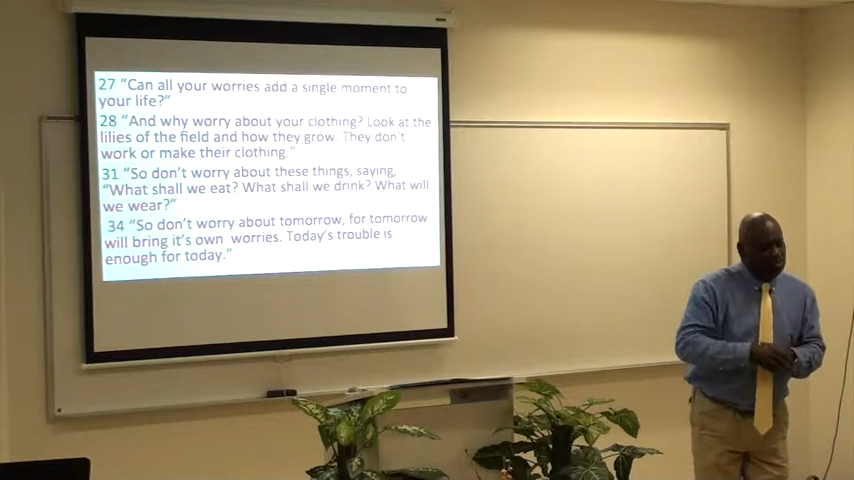 27 “Can all your worries add a single moment to
your life?”
28 “And why worry about your clothing? Look at the
lilies of the field and how they grow. They don't
work or make their clothing.”
31 “So don't worry about these things, saying,
“What shall we eat? What shall we drink? What will
we wear?”
34 “So don't worry about tomorrow, for tomorrow
will bring it's own worries. Today's trouble is
enough for today.”